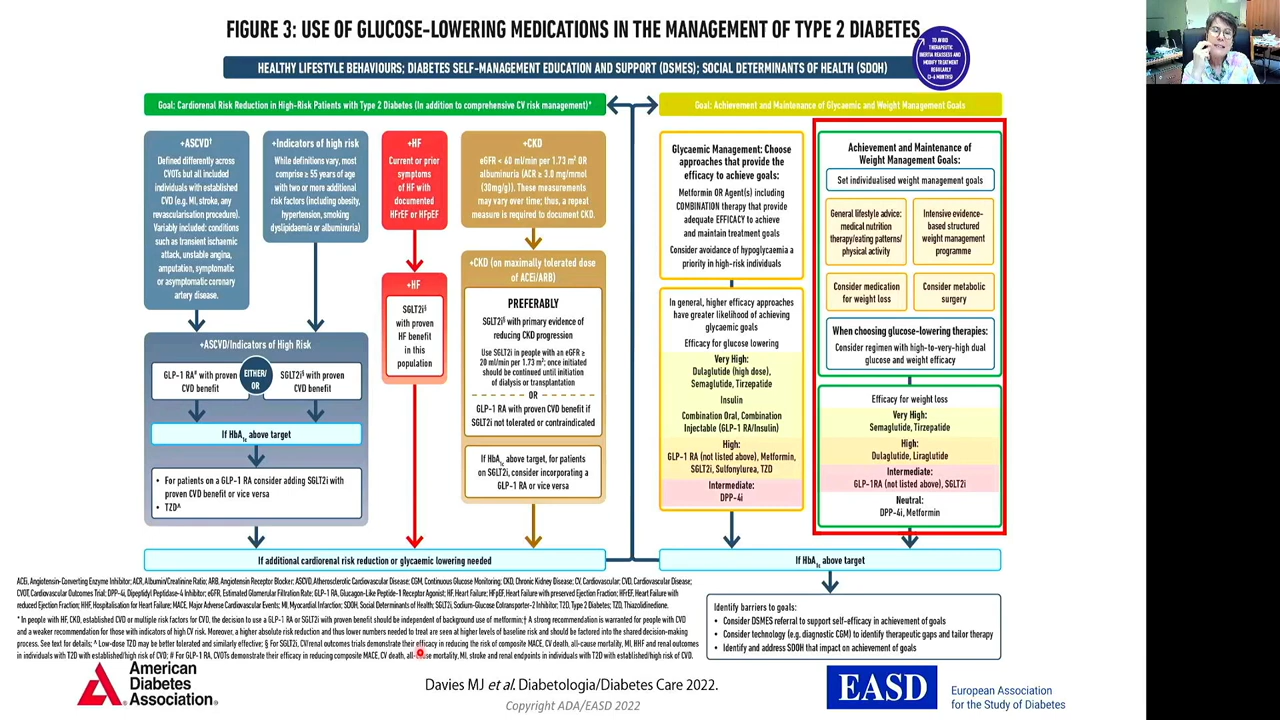 FIGURE 3: USE OF GLUCOSE-LOWERING MEDICATIONS IN THE MANAGEMENT OF TYPE 2 DIABETES
TO AVOID
THERAPEUTIC
INERTIA REASSESS AND
MODIFY TREATMENT
REGULARLY
(3-6 MONTHS)
HEALTHY LIFESTYLE BEHAVIOURS; DIABETES SELF-MANAGEMENT EDUCATION AND SUPPORT (DSMES); SOCIAL DETERMINANTS OF HEALTH (SDOH)
Goal: Cardiorenal Risk Reduction in High-Risk Patients with Type 2 Diabetes (In addition to comprehensive CV risk management)*
+ASCVD†
Defined differently across
CVOTs but all included
individuals with established
CVD (e.g. MI, stroke, any
revascularisation procedure).
Variably included: conditions
such as transient ischaemic
attack, unstable angina,
amputation, symptomatic
or asymptomatic coronary
artery disease.
+Indicators of high risk
While definitions vary, most
comprise ≥ 55 years of age
with two or more additional
risk factors (including obesity,
hypertension, smoking
dyslipidaemia or albuminuria)
+HF
Current or prior
symptoms
of HF with
documented
HFrEF or HFpEF
+CKD
eGFR < 60 ml/min per 1.73 m² OR
albuminuria (ACR ≥ 3.0 mg/mmol
(30mg/g)). These measurements
may vary over time; thus, a repeat
measure is required to document CKD.
+ASCVD/Indicators of High Risk
GLP-1 RA# with proven
CVD benefit
EITHER/
OR
SGLT2i§ with proven
CVD benefit
If HbA1c above target
• For patients on a GLP-1 RA consider adding SGLT2i with
proven CVD benefit or vice versa
• TZD^
+HF
SGLT2i§
with proven
HF benefit
in this
population
+CKD (on maximally tolerated dose
of ACEi/ARB)
PREFERABLY
SGLT2i§ with primary evidence of
reducing CKD progression
Use SGLT2i in people with an eGFR ≥
20 ml/min per 1.73 m²; once initiated
should be continued until initiation
of dialysis or transplantation
OR
GLP-1 RA with proven CVD benefit if
SGLT2i not tolerated or contraindicated
If HbA1c above target, for patients
on SGLT2i, consider incorporating a
GLP-1 RA or vice versa
If additional cardiorenal risk reduction or glycaemic lowering needed
Goal: Achievement and Maintenance of Glycaemic and Weight Management Goals
Glycaemic Management: Choose
approaches that provide the
efficacy to achieve goals:
Metformin OR Agent(s) including
COMBINATION therapy that provide
adequate EFFICACY to achieve
and maintain treatment goals
Consider avoidance of hypoglycaemia a
priority in high-risk individuals
In general, higher efficacy approaches
have greater likelihood of achieving
glycaemic goals
Efficacy for glucose lowering
Very High:
Dulaglutide (high dose),
Semaglutide, Tirzepatide
Insulin
Combination Oral, Combination
Injectable (GLP-1 RA/Insulin)
High:
GLP-1 RA (not listed above), Metformin,
SGLT2i, Sulfonylurea, TZD
Intermediate:
DPP-4i
Achievement and Maintenance of
Weight Management Goals:
Set individualised weight management goals
General lifestyle advice:
medical nutrition
therapy/eating patterns/
physical activity
Intensive evidence-
based structured
weight management
programme
Consider medication
for weight loss
Consider metabolic
surgery
When choosing glucose-lowering therapies:
Consider regimen with high-to-very-high dual
glucose and weight efficacy
Efficacy for weight loss
Very High:
Semaglutide, Tirzepatide
High:
Dulaglutide, Liraglutide
Intermediate:
GLP-1RA (not listed above), SGLT2i
Neutral:
DPP-4i, Metformin
If HbA1c above target
Identify barriers to goals:
• Consider DSMES referral to support self-efficacy in achievement of goals
• Consider technology (e.g. diagnostic CGM) to identify therapeutic gaps and tailor therapy
• Identify and address SDOH that impact on achievement of goals
ACEi, Angiotensin-Converting Enzyme Inhibitor; ACR, Albumin/Creatinine Ratio; ARB, Angiotensin Receptor Blocker; ASCVD, Atherosclerotic Cardiovascular Disease; CGM, Continuous Glucose Monitoring; CKD, Chronic Kidney Disease; CV, Cardiovascular; CVD, Cardiovascular Disease;
CVOT, Cardiovascular Outcomes Trial; DPP-4i, Dipeptidyl Peptidase-4 Inhibitor; eGFR, Estimated Glomerular Filtration Rate; GLP-1 RA, Glucagon-Like Peptide-1 Receptor Agonist; HF, Heart Failure; HFpEF, Heart Failure with preserved Ejection Fraction; HFrEF, Heart Failure with
reduced Ejection Fraction; HHF, Hospitalisation for Heart Failure; MACE, Major Adverse Cardiovascular Events; MI, Myocardial Infarction; SDOH, Social Determinants of Health; SGLT2i, Sodium-Glucose Cotransporter-2 Inhibitor; T2D, Type 2 Diabetes; TZD, Thiazolidinedione.
* In people with HF, CKD, established CVD or multiple risk factors for CVD, the decision to use a GLP-1 RA or SGLT2i with proven benefit should be independent of background use of metformin;† A strong recommendation is warranted for people with CVD
and a weaker recommendation for those with indicators of high CV risk. Moreover, a higher absolute risk reduction and thus lower numbers needed to treat are seen at higher levels of baseline risk and should be factored into the shared decision-making
process. See text for details; ^ Low-dose TZD may be better tolerated and similarly effective; § For SGLT2i, CV/renal outcomes trials demonstrate their efficacy in reducing the risk of composite MACE, CV death, all-cause mortality, MI, HHF and renal outcomes
in individuals with T2D with established/high risk of CVD; # For GLP-1 RA, CVOTs demonstrate their efficacy in reducing composite MACE, CV death, all-cause mortality, MI, stroke and renal endpoints in individuals with T2D with established/high risk of CVD.
American
Diabetes
Association®
Davies MJ et al. Diabetologia/Diabetes Care 2022.
Copyright ADA/EASD 2022
EASD
European Association
for the Study of Diabetes